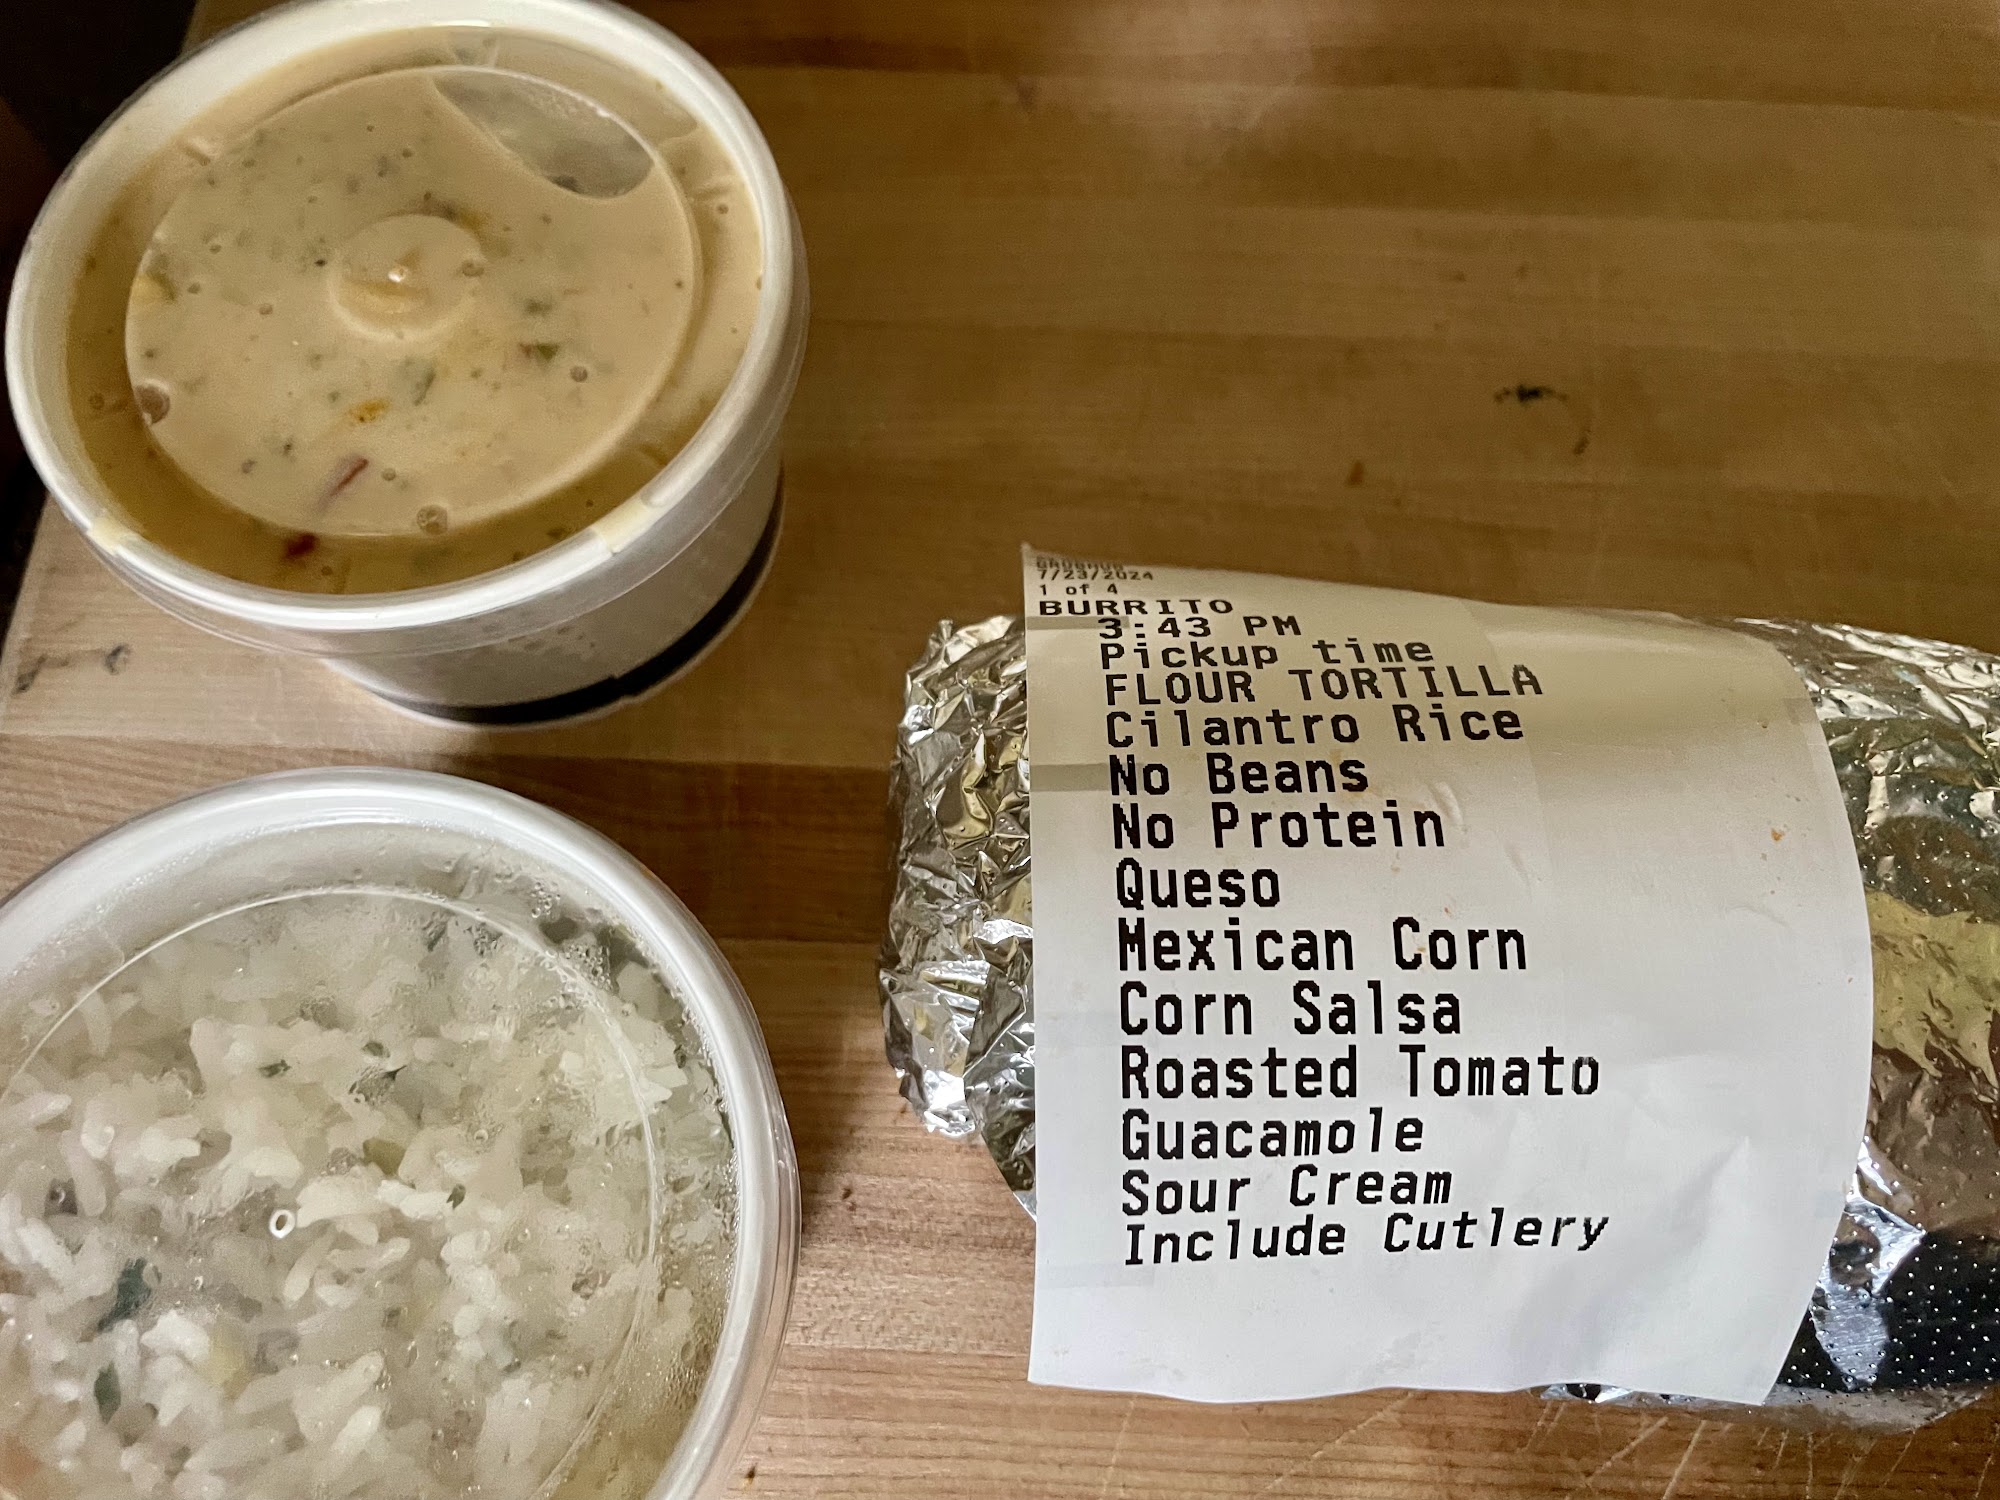 GRUBHUB
7/23/2024
1 of 4
BURRITO
3:43 PM
Pickup time
FLOUR TORTILLA
Cilantro Rice
No Beans
No Protein
Queso
Mexican Corn
Corn Salsa
Roasted Tomato
Guacamole
Sour Cream
Include Cutlery